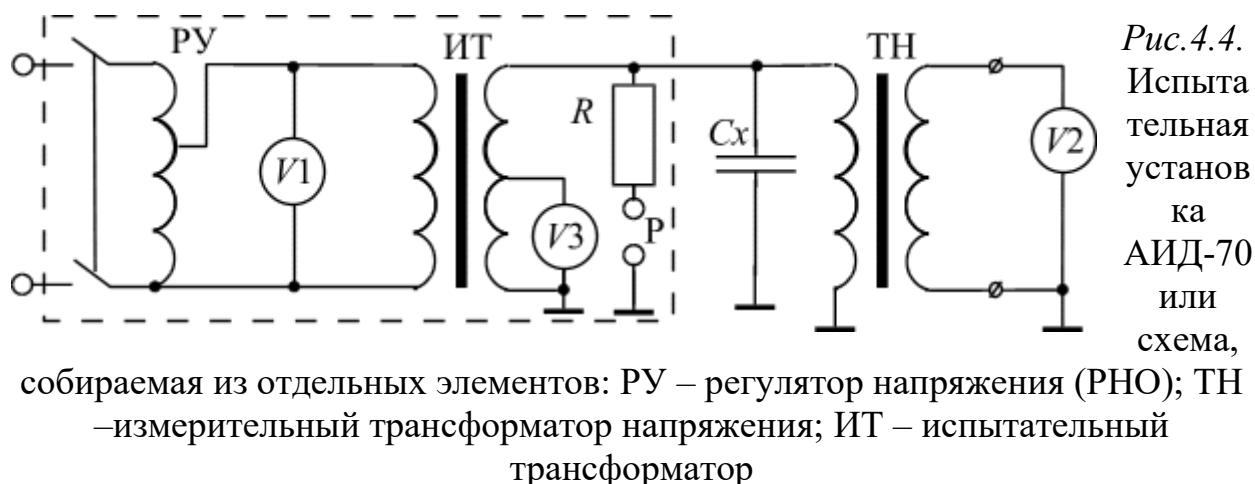 РУ
ИТ
ТН
V1
V3
R
Р
Cx
V2
Рис.4.4.
Испыта
тельная
установ
ка
АИД-70
или
схема,
собираемая из отдельных элементов: РУ – регулятор напряжения (РНО); ТН
–измерительный трансформатор напряжения; ИТ – испытательный
трансформатор